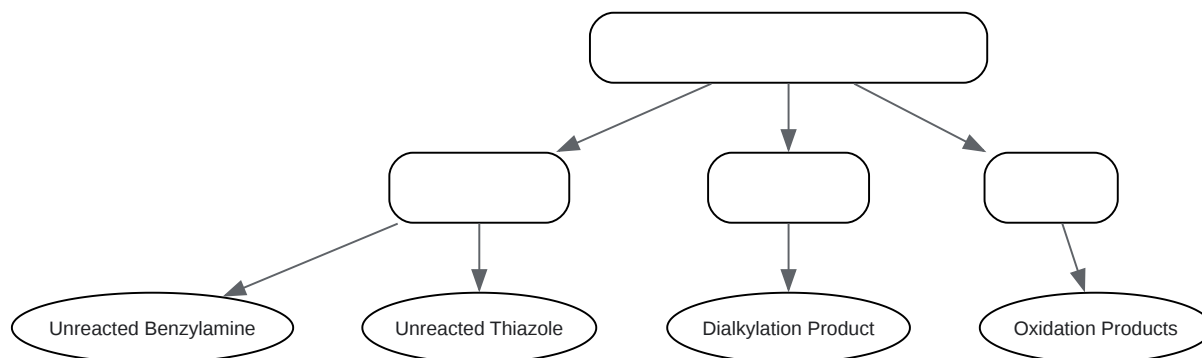 Unreacted Benzylamine
Unreacted Thiazole
Dialkylation Product
Oxidation Products